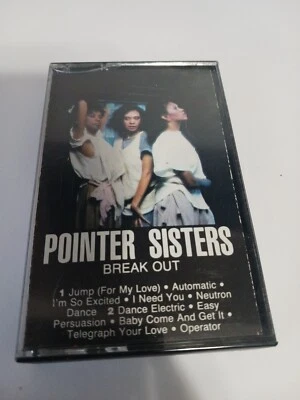 POINTER SISTERS
BREAK OUT
1 Jump (For My Love) • Automatic •
I'm So Excited • I Need You • Neutron
Dance 2 Dance Electric • Easy
Persuasion • Baby Come And Get It •
Telegraph Your Love • Operator